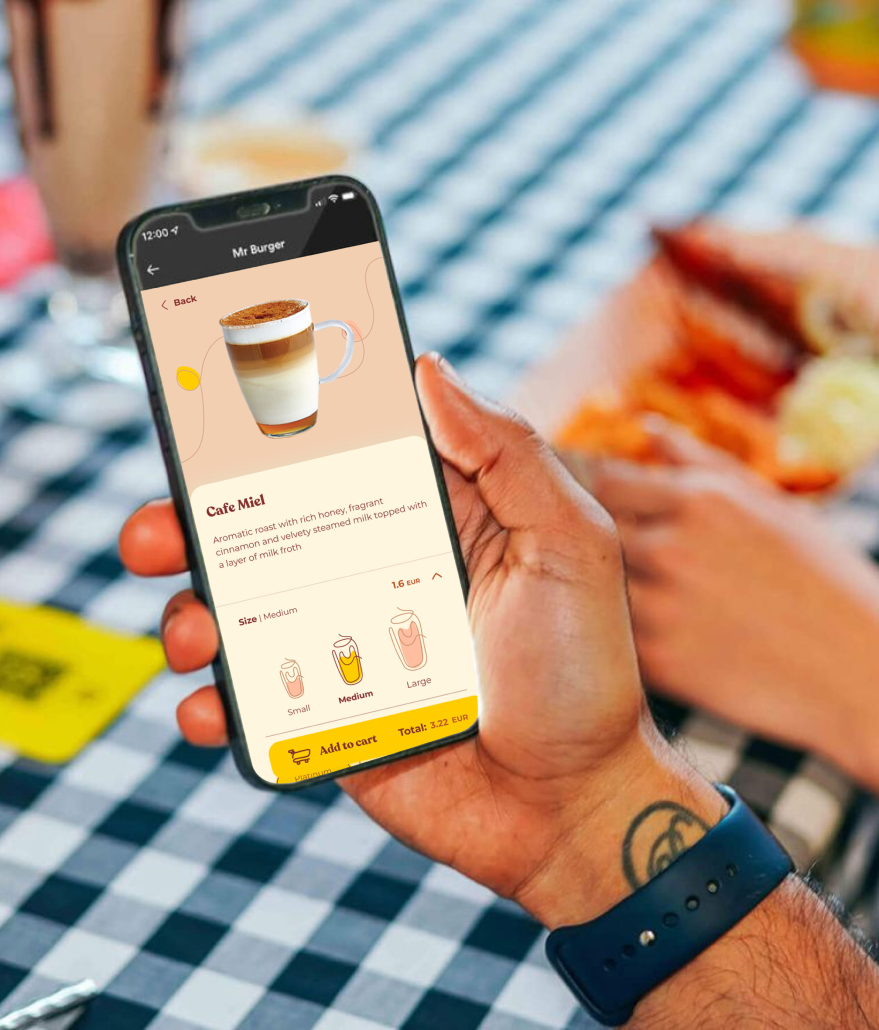 12:00
Mr Burger
Back
Cafe Miel
Aromatic roast with rich honey, fragrant
cinnamon and velvety steamed milk topped with
a layer of milk froth
1.6 EUR
Size | Medium
Small
Medium
Large
Add to cart
Total: 3.22 EUR
Platinum